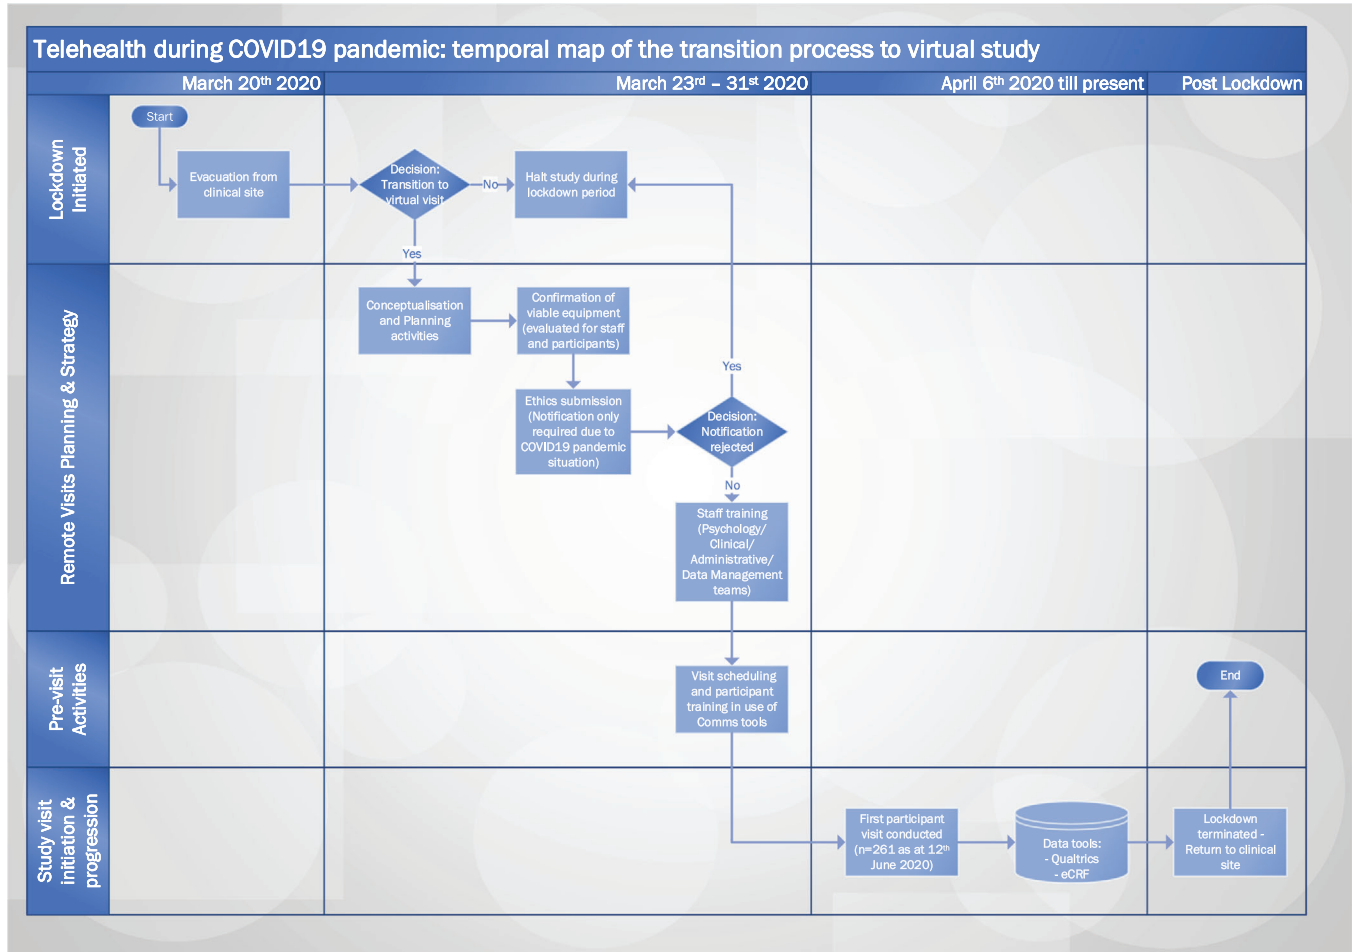 Telehealth during COVID19 pandemic: temporal map of the transition process to virtual study
March 20th 2020
March 23rd – 31st 2020
April 6th 2020 till present
Post Lockdown
Lockdown
Initiated
Start
Evacuation from
clinical site
Decision:
Transition to
virtual visit
No
Halt study during
lockdown period
Yes
Remote Visits Planning & Strategy
Conceptualisation
and Planning
activities
Confirmation of
viable equipment
(evaluated for staff
and participants)
Ethics submission
(Notification only
required due to
COVID19 pandemic
situation)
Yes
Decision:
Notification
rejected
No
Staff training
(Psychology/
Clinical/
Administrative/
Data Management
teams)
Pre-visit
Activities
Visit scheduling
and participant
training in use of
Comms tools
End
Study visit
initiation &
progression
First participant
visit conducted
(n=261 as at 12th
June 2020)
Data tools:
- Qualtrics
- eCRF
Lockdown
terminated -
Return to clinical
site